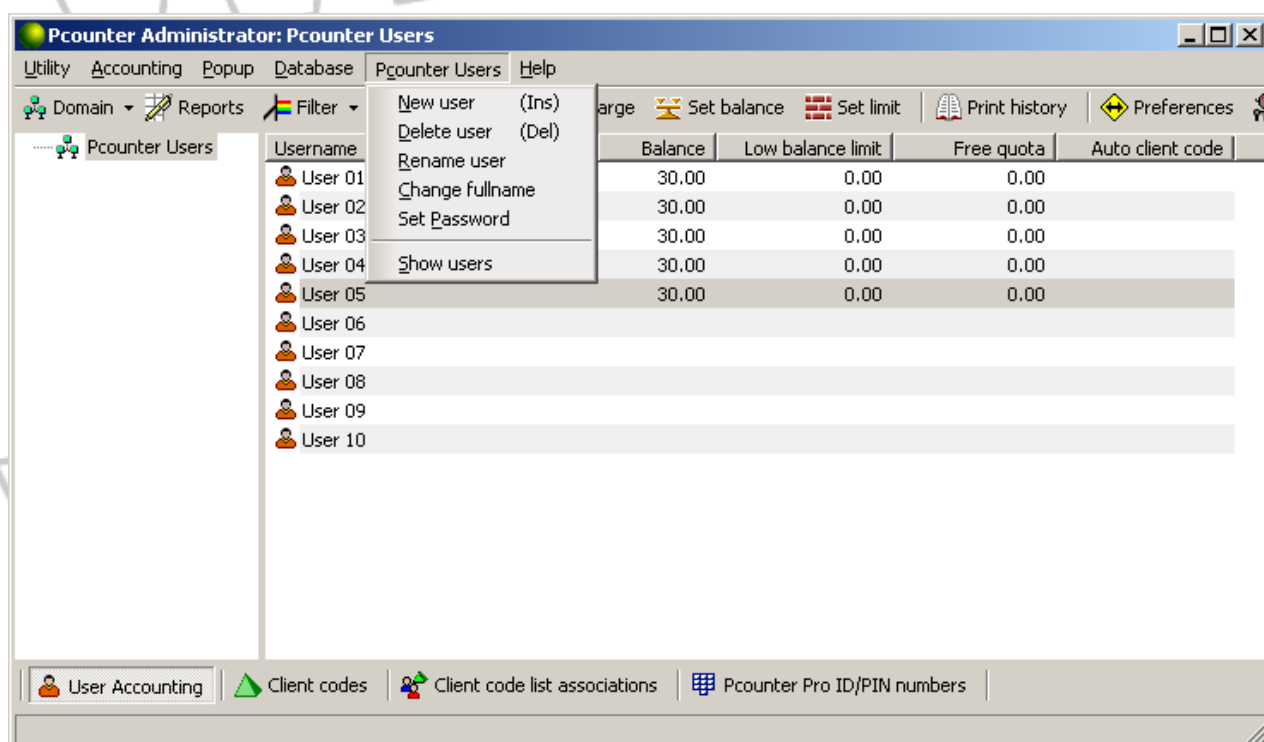 Pcounter Administrator: Pcounter Users
Utility Accounting Popup Database Pcounter Users Help
Domain Reports Filter arge Set balance Set limit Print history Preferences
New user (Ins)
Delete user (Del)
Rename user
Change fullname
Set Password
Show users
Pcounter Users
Username Balance Low balance limit Free quota Auto client code
User 01 30.00 0.00 0.00
User 02 30.00 0.00 0.00
User 03 30.00 0.00 0.00
User 04 30.00 0.00 0.00
User 05 30.00 0.00 0.00
User 06
User 07
User 08
User 09
User 10
User Accounting Client codes Client code list associations Pcounter Pro ID/PIN numbers